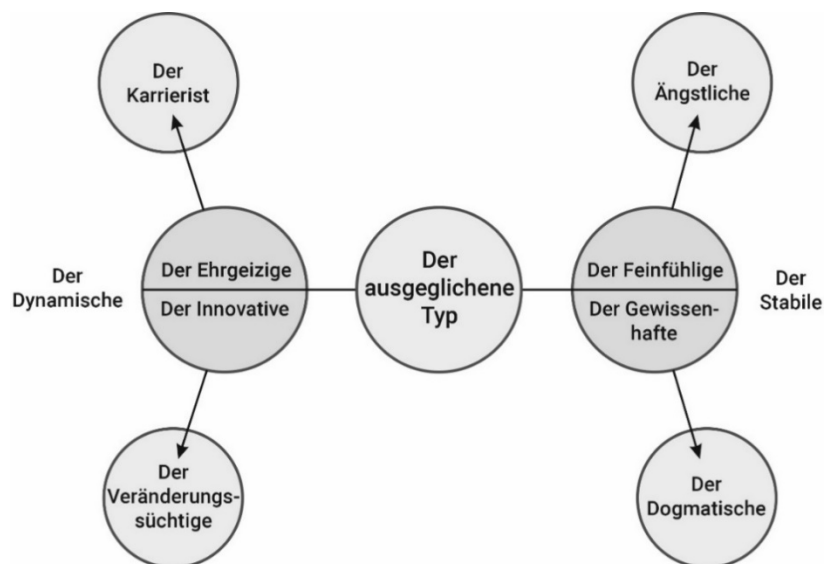 Der
Karrierist
Der
Ängstliche
Der
Dynamische
Der Ehrgeizige
Der Innovative
Der
ausgeglichene
Typ
Der Feinfühlige
Der Gewissen-
hafte
Der
Stabile
Der
Veränderungs-
süchtige
Der
Dogmatische